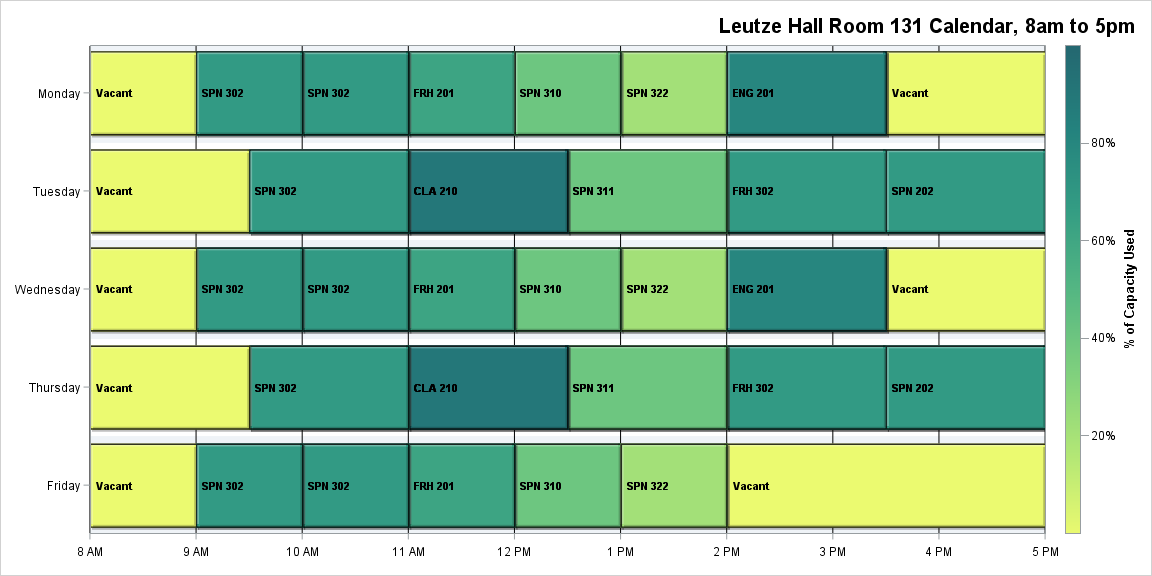 Leutze Hall Room 131 Calendar, 8am to 5pm
Monday
Vacant
SPN 302
SPN 302
FRH 201
SPN 310
SPN 322
ENG 201
Vacant
Tuesday
Vacant
SPN 302
CLA 210
SPN 311
FRH 302
SPN 202
Wednesday
Vacant
SPN 302
SPN 302
FRH 201
SPN 310
SPN 322
ENG 201
Vacant
Thursday
Vacant
SPN 302
CLA 210
SPN 311
FRH 302
SPN 202
Friday
Vacant
SPN 302
SPN 302
FRH 201
SPN 310
SPN 322
Vacant
8 AM
9 AM
10 AM
11 AM
12 PM
1 PM
2 PM
3 PM
4 PM
5 PM
80%
60%
40%
20%
% of Capacity Used